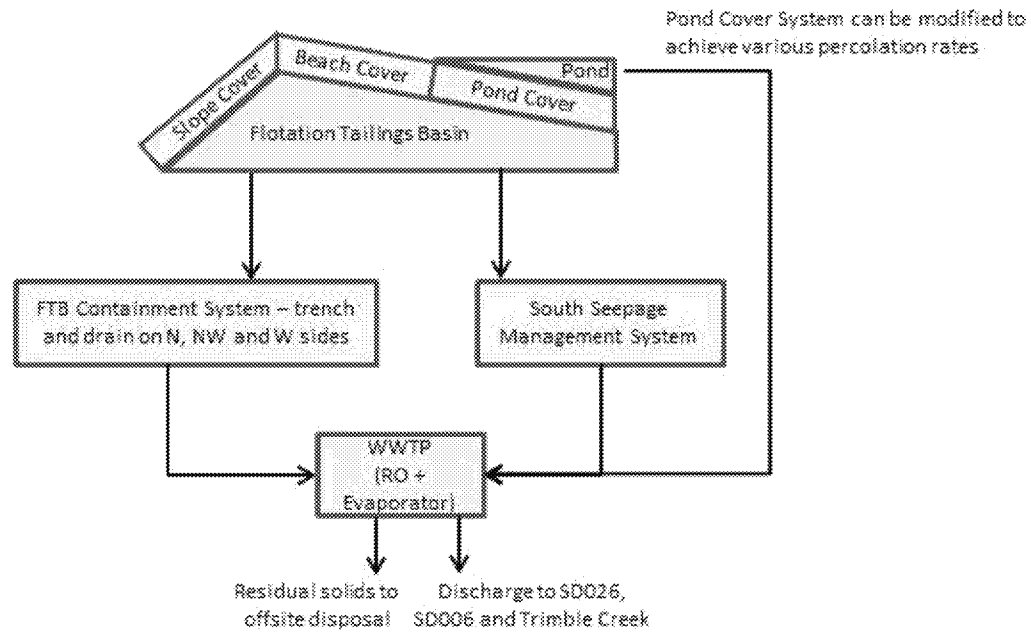 Pond Cover System can be modified to
achieve various percolation rates
Slope Cover
Beach Cover
Pond
Pond Cover
Flotation Tailings Basin
FTB Containment System – trench
and drain on N, NW and W sides
South Seepage
Management System
WWTP
(RO +
Evaporator)
Residual solids to
offsite disposal
Discharge to SD026,
SD006 and Trimble Creek